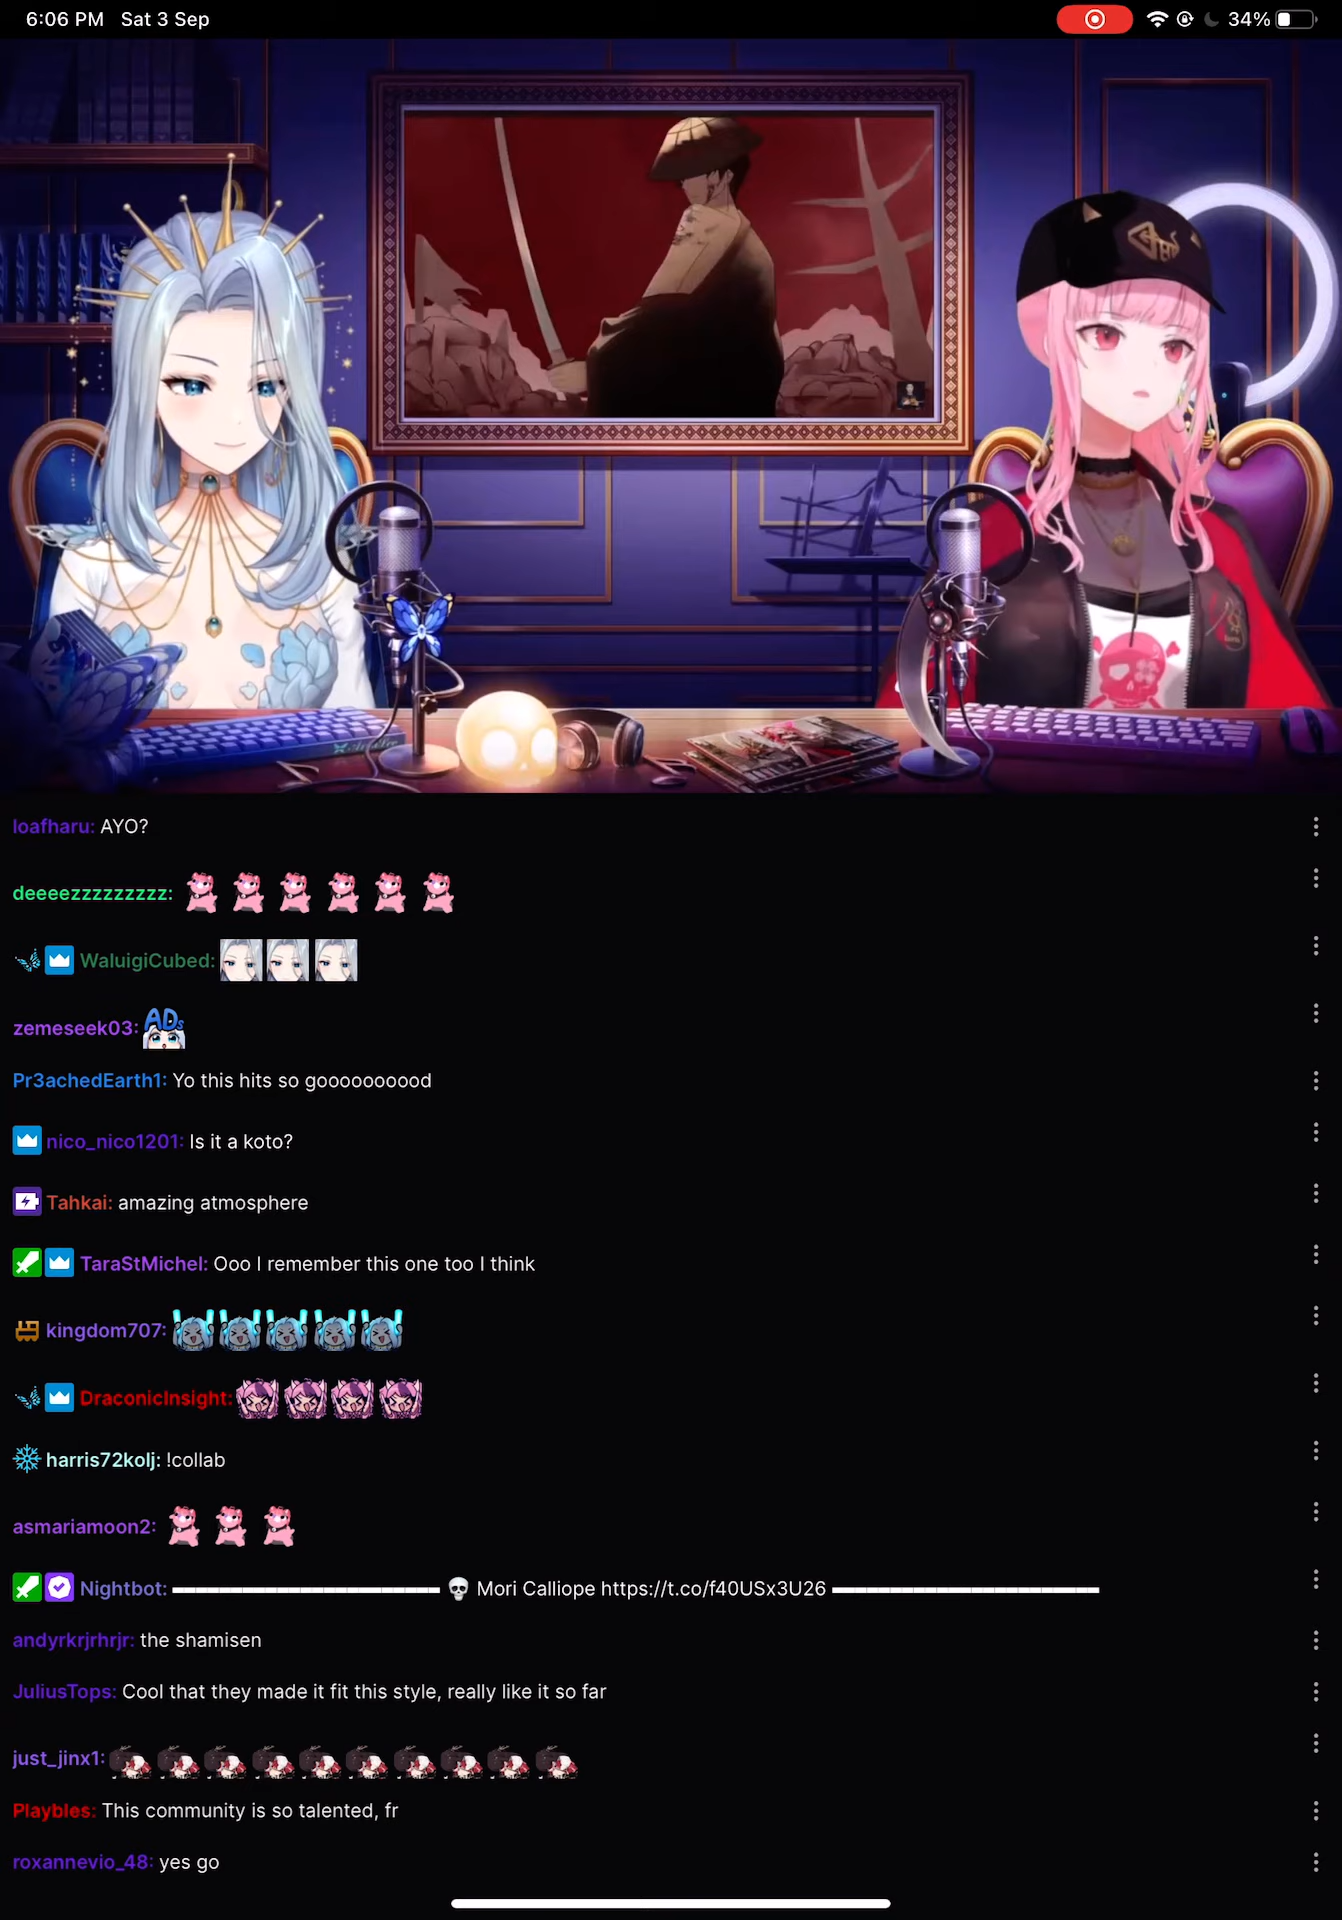 6:06 PM Sat 3 Sep
34%
loafharu: AYO?
deeeezzzzzzzzz:
WaluigiCubed:
zemeseek03: ADs
Pr3achedEarth1: Yo this hits so gooooooood
nico_nico1201: Is it a koto?
Tahkai: amazing atmosphere
TaraStMichel: Ooo I remember this one too I think
kingdom707:
DraconicInsight:
harris72kolj: !collab
asmariamoon2:
Nightbot: ▬▬▬▬▬▬▬▬▬▬▬▬▬ 💀 Mori Calliope https://t.co/f40USx3U26 ▬▬▬▬▬▬▬▬▬▬▬▬▬
andyrkrjrhrjr: the shamisen
JuliusTops: Cool that they made it fit this style, really like it so far
just_jinx1:
Playbles: This community is so talented, fr
roxannevio_48: yes go